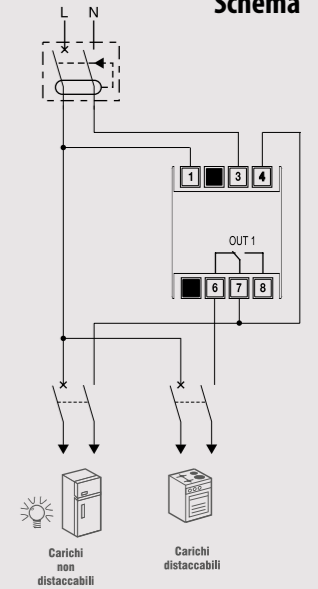 Schema
L N
1 3 4
OUT 1
6 7 8
Carichi
non
distaccabili
Carichi
distaccabili